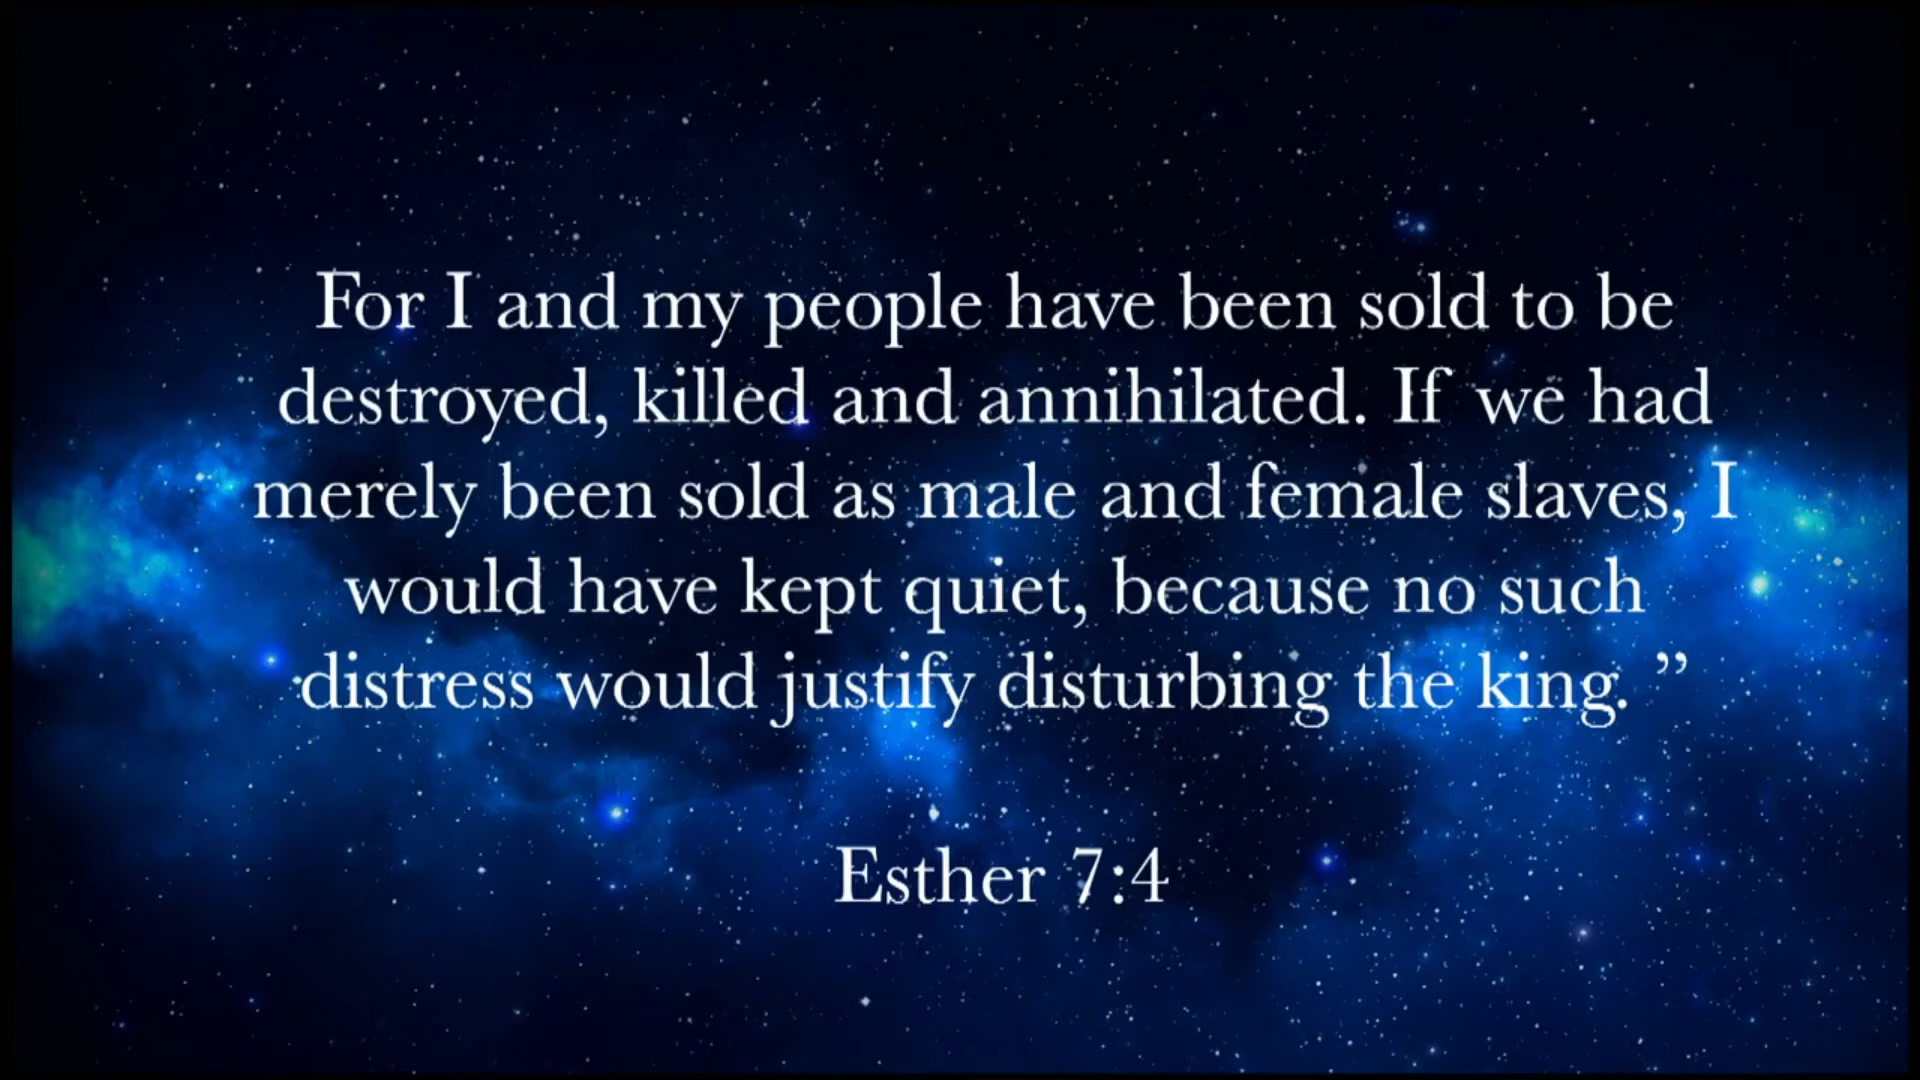 For I and my people have been sold to be
destroyed, killed and annihilated. If we had
merely been sold as male and female slaves, I
would have kept quiet, because no such
distress would justify disturbing the king. ”
Esther 7:4